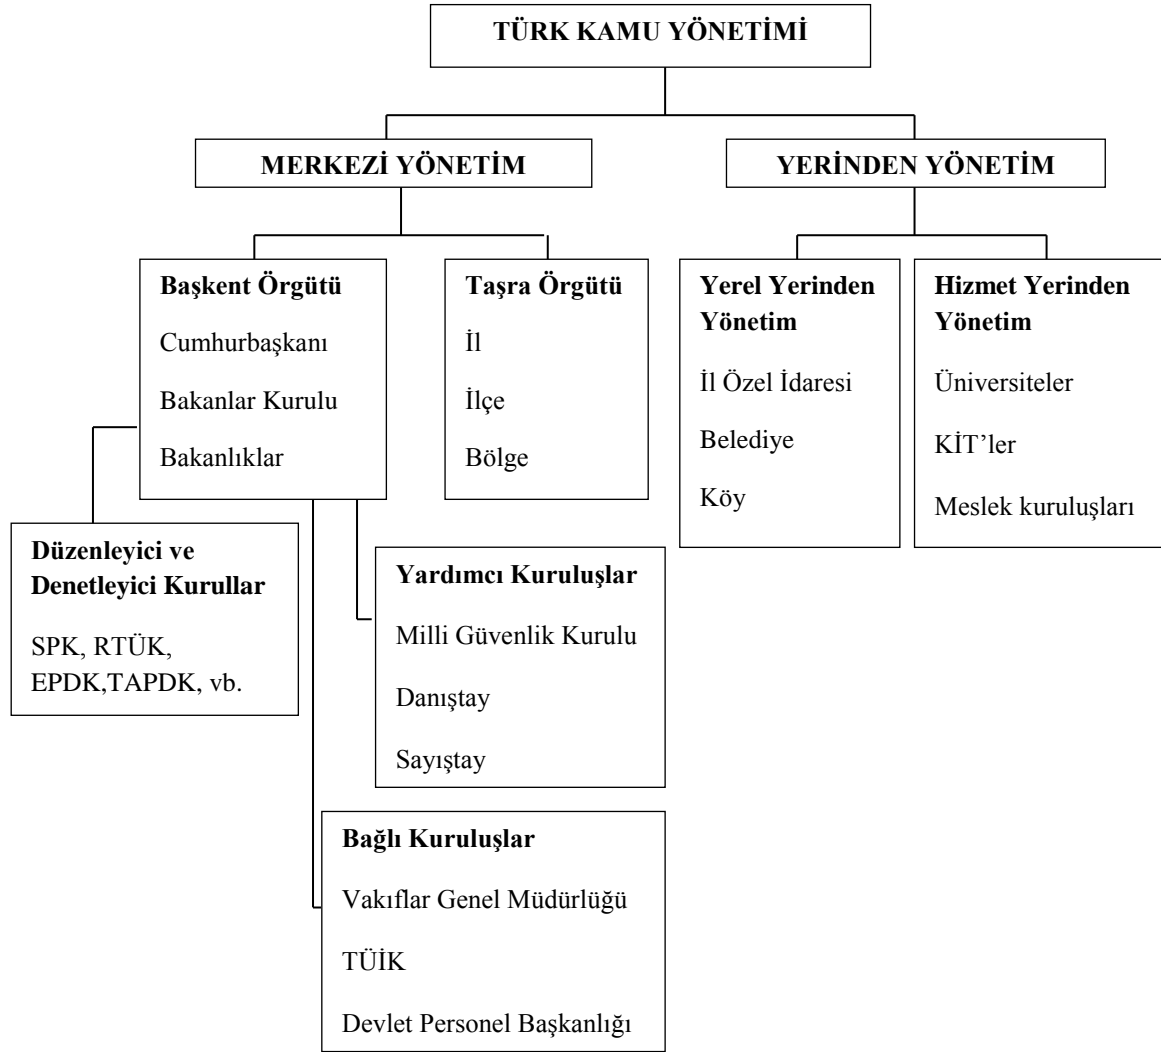 TÜRK KAMU YÖNETİMİ
MERKEZİ YÖNETİM
YERİNDEN YÖNETİM
Başkent Örgütü
Cumhurbaşkanı
Bakanlar Kurulu
Bakanlıklar
Taşra Örgütü
İl
İlçe
Bölge
Yerel Yerinden
Yönetim
İl Özel İdaresi
Belediye
Köy
Hizmet Yerinden
Yönetim
Üniversiteler
KİT’ler
Meslek kuruluşları
Düzenleyici ve
Denetleyici Kurullar
SPK, RTÜK,
EPDK,TAPDK, vb.
Yardımcı Kuruluşlar
Milli Güvenlik Kurulu
Danıştay
Sayıştay
Bağlı Kuruluşlar
Vakıflar Genel Müdürlüğü
TÜİK
Devlet Personel Başkanlığı